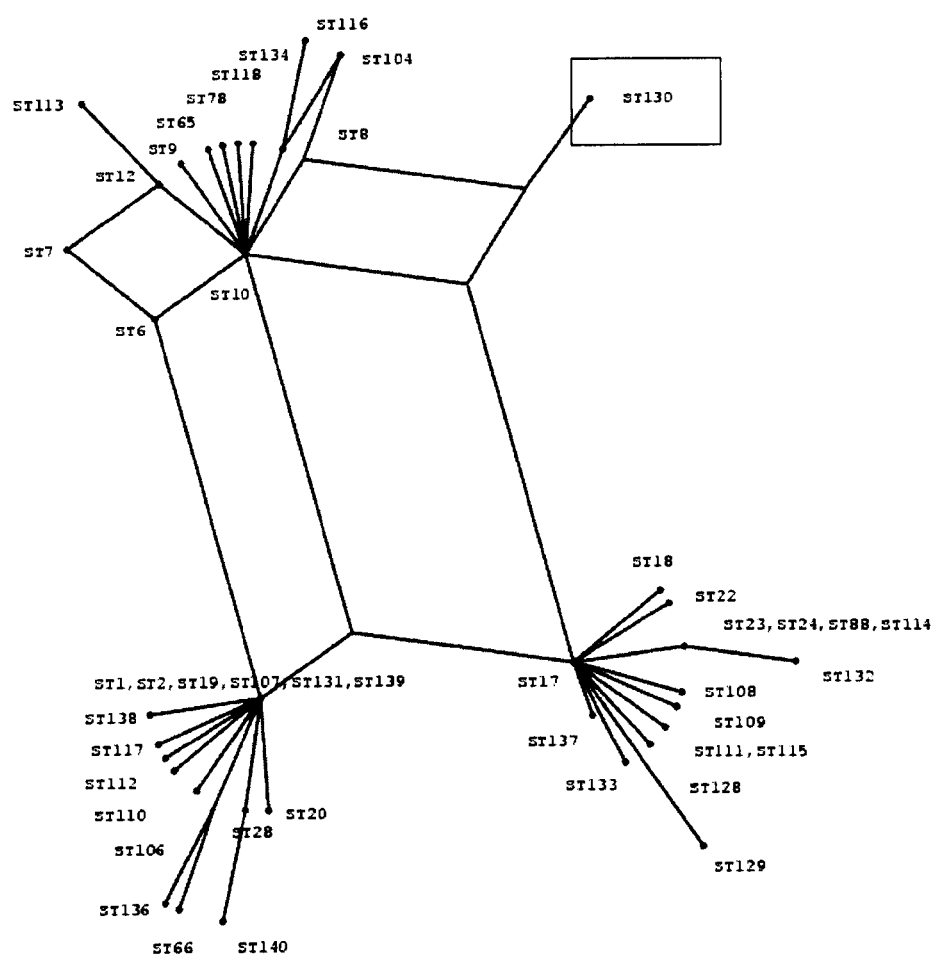 ST116
ST134
ST104
ST118
ST130
ST78
ST113
ST65
ST8
ST9
ST12
ST7
ST10
ST6
ST18
ST22
ST23,ST24,ST88,ST114
ST132
ST17
ST1,ST2,ST19,ST107,ST131,ST139
ST108
ST138
ST109
ST137
ST117
ST111,ST115
ST112
ST133
ST128
ST110
ST20
ST28
ST106
ST129
ST136
ST66
ST140